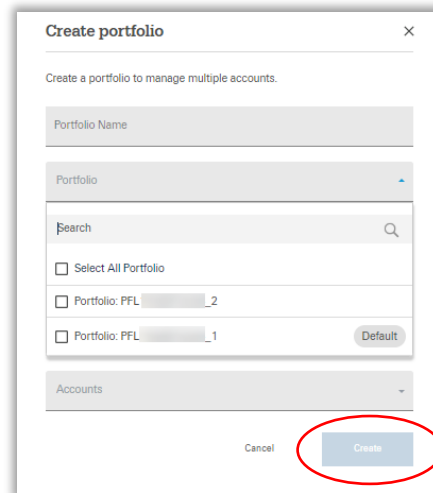 Create portfolio
Create a portfolio to manage multiple accounts.
Portfolio Name
Portfolio
Search
Select All Portfolio
Portfolio: PFL _2
Portfolio: PFL _1 Default
Accounts
Cancel Create